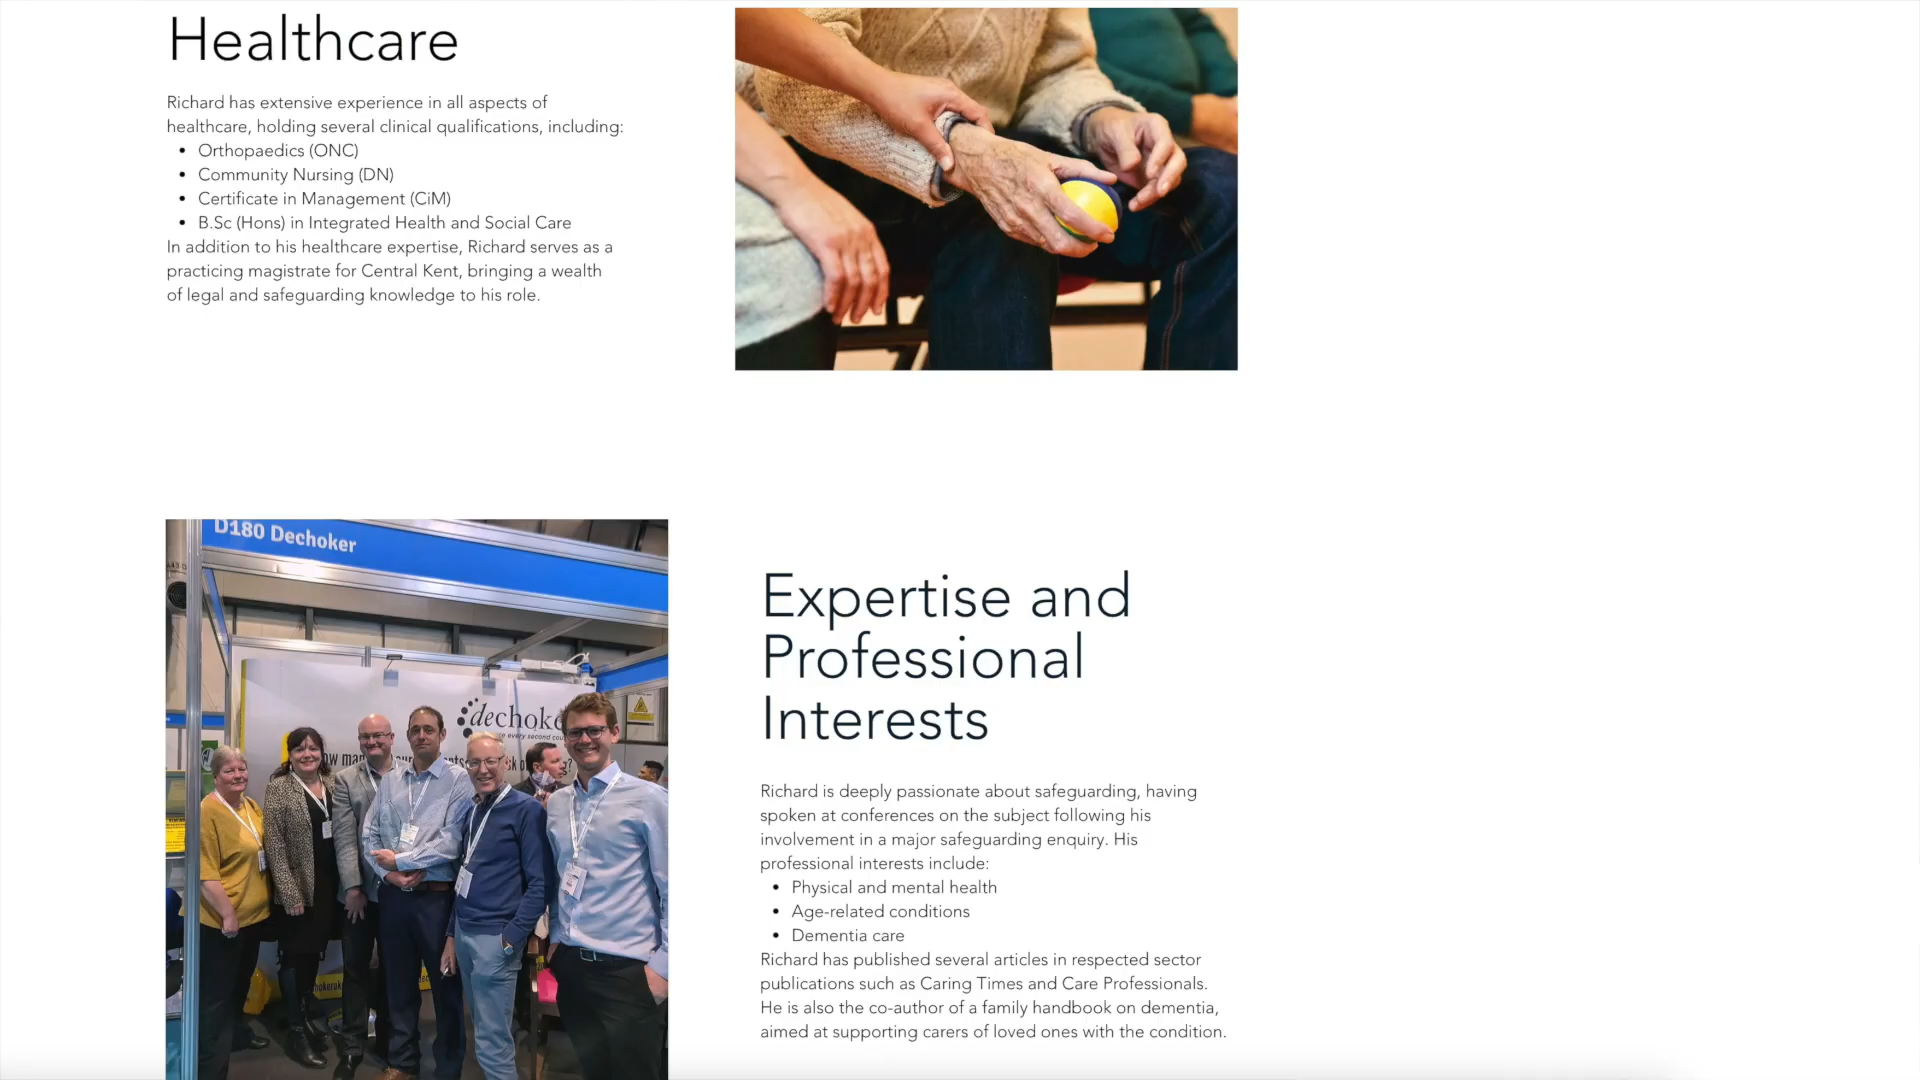 Healthcare
Richard has extensive experience in all aspects of
healthcare, holding several clinical qualifications, including:
• Orthopaedics (ONC)
• Community Nursing (DN)
• Certificate in Management (CiM)
• B.Sc (Hons) in Integrated Health and Social Care
In addition to his healthcare expertise, Richard serves as a
practicing magistrate for Central Kent, bringing a wealth
of legal and safeguarding knowledge to his role.
D180 Dechoker
dechoke
every second
Expertise and
Professional
Interests
Richard is deeply passionate about safeguarding, having
spoken at conferences on the subject following his
involvement in a major safeguarding enquiry. His
professional interests include:
• Physical and mental health
• Age-related conditions
• Dementia care
Richard has published several articles in respected sector
publications such as Caring Times and Care Professionals.
He is also the co-author of a family handbook on dementia,
aimed at supporting carers of loved ones with the condition.